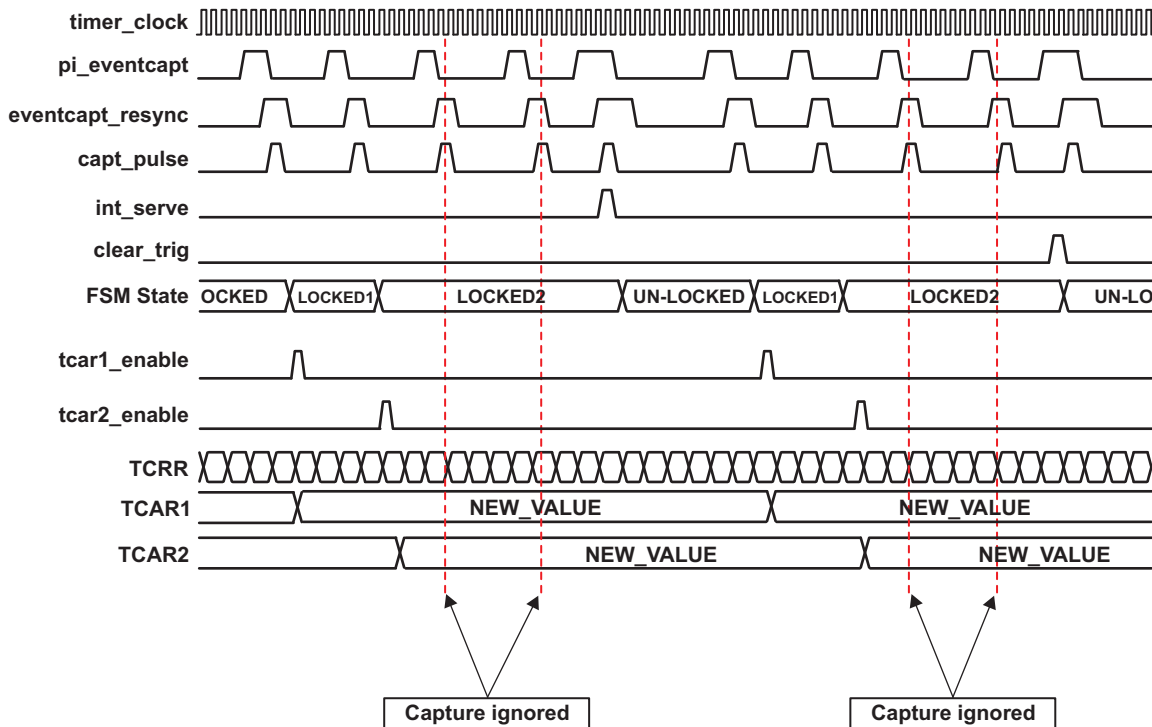 timer_clock
pi_eventcapt
eventcapt_resync
capt_pulse
int_serve
clear_trig
FSM State OCKED LOCKED1 LOCKED2 UN-LOCKED LOCKED1 LOCKED2 UN-LO
tcar1_enable
tcar2_enable
TCRR
TCAR1 NEW_VALUE NEW_VALUE
TCAR2 NEW_VALUE NEW_VALUE
Capture ignored Capture ignored